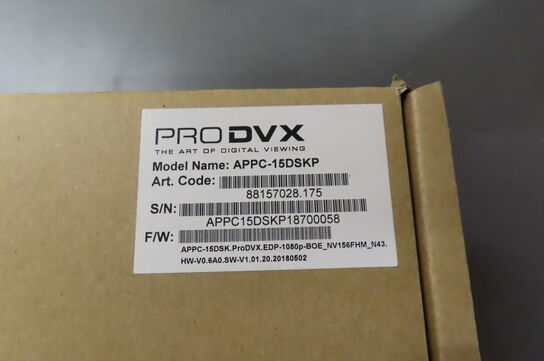 PRODVX
THE ART OF DIGITAL VIEWING
Model Name: APPC-15DSKP
Art. Code:
88157028.175
S/N:
APPC15DSKP18700058
F/W:
APPC-15DSK.ProDVX.EDP-1080p-BOE_NV156FHM_N43.
HW-V0.6A0.SW-V1.01.20.20180502